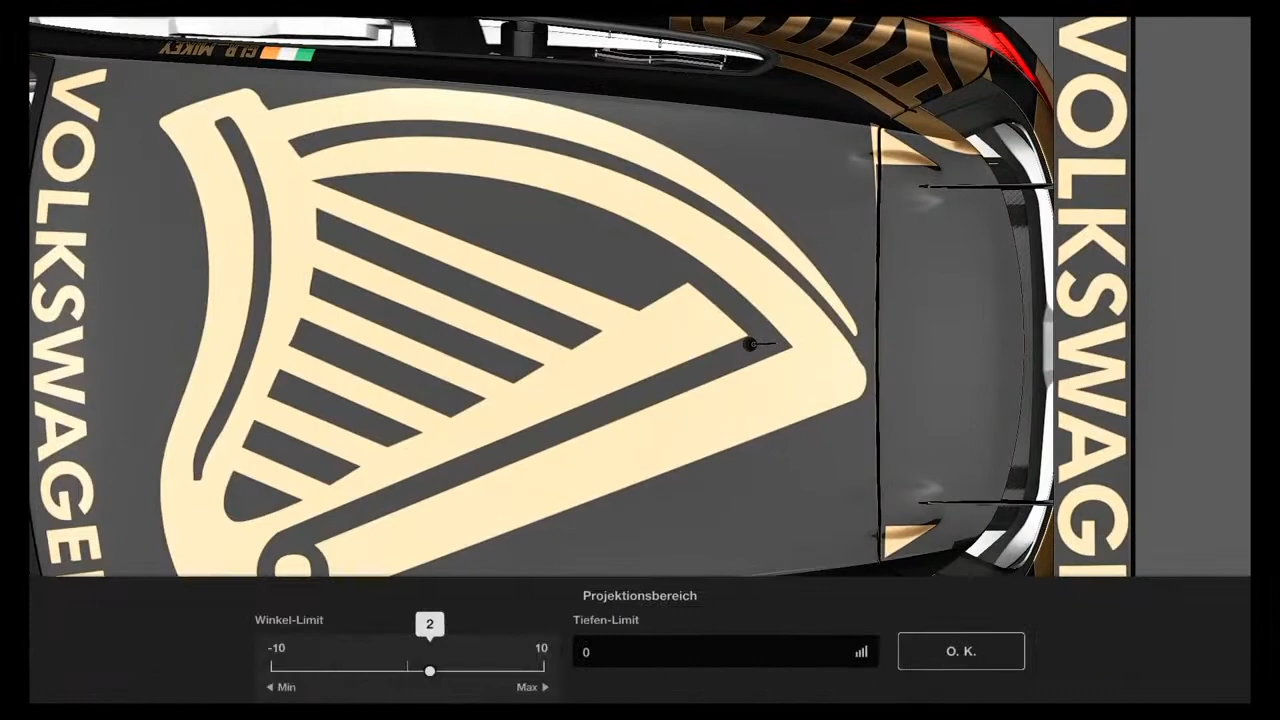 GLR MIKEY
VOLKSWAGE
VOLKSWAGE
Projektionsbereich
Winkel-Limit
2
-10
10
Min
Max
Tiefen-Limit
0
O. K.